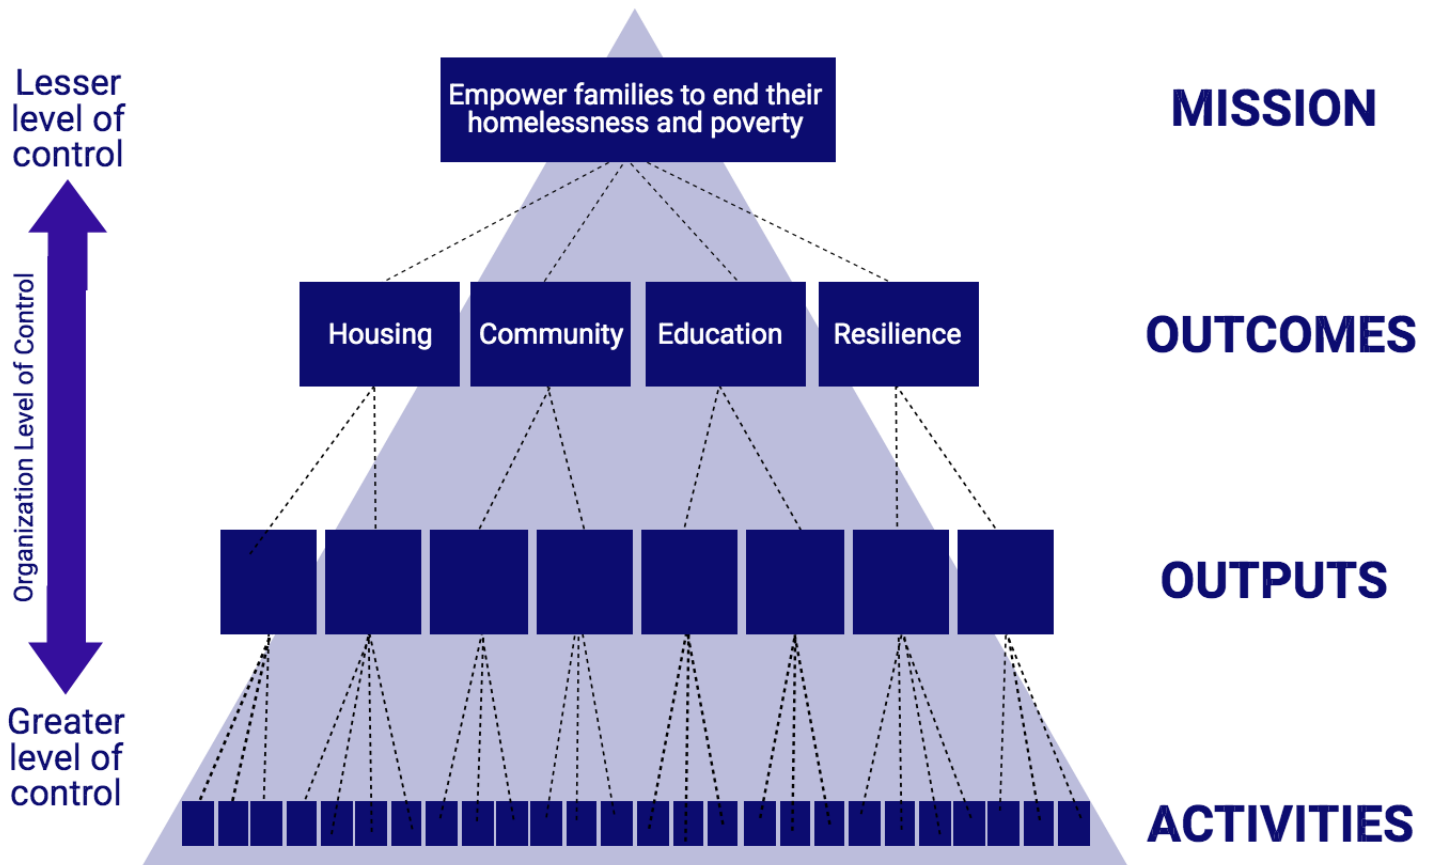 Lesser
level of
control
Organization Level of Control
Greater
level of
control
Empower families to end their
homelessness and poverty
MISSION
Housing
Community
Education
Resilience
OUTCOMES
OUTPUTS
ACTIVITIES